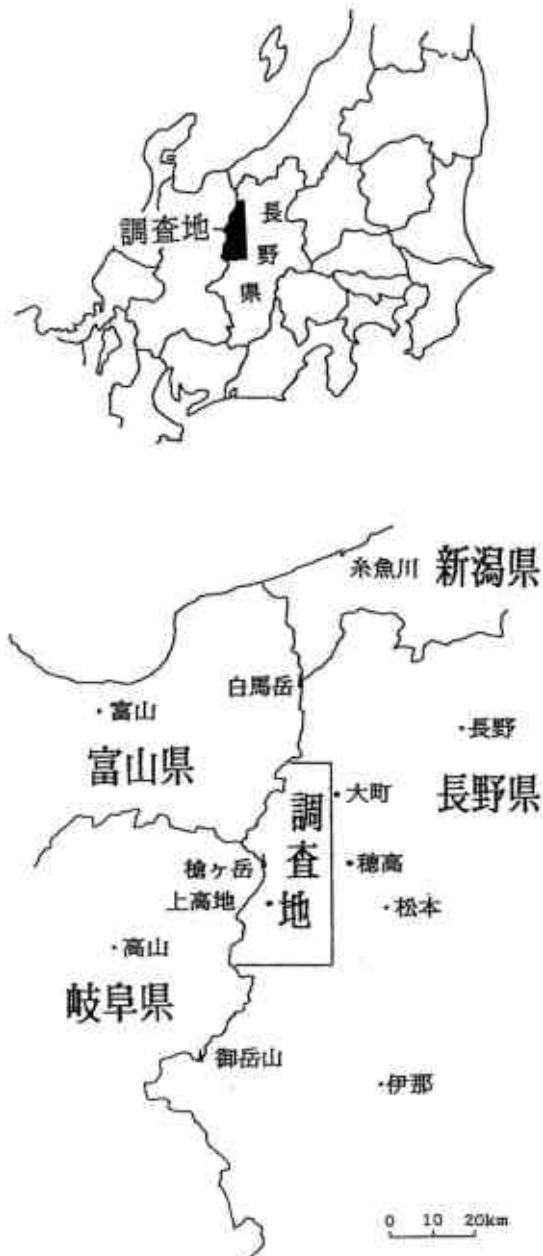 調査地
長野県
糸魚川
新潟県
白馬岳
富山
長野
富山県
大町
長野県
調査地
槍ヶ岳
穂高
上高地
松本
高山
岐阜県
御岳山
伊那
0 10 20km